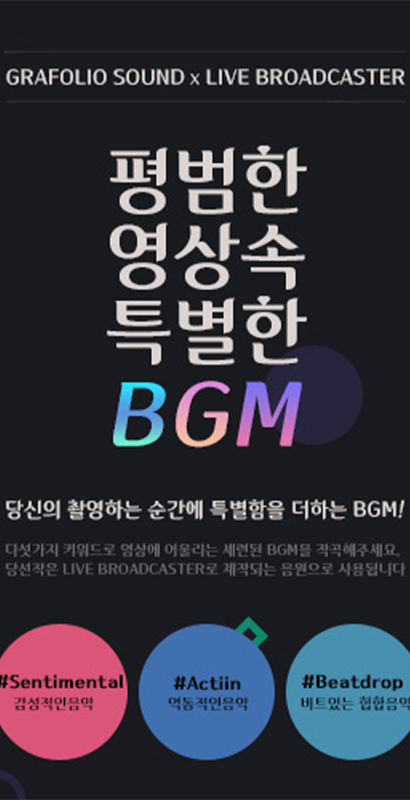 GRAFOLIO SOUND x LIVE BROADCASTER
평범한
영상속
특별한
BGM
당신의 촬영하는 순간에 특별함을 더하는 BGM!
다섯가지 키워드로 영상에 어울리는 세련된 BGM을 작곡해주세요.
당선작은 LIVE BROADCASTER로 제작되는 음원으로 사용됩니다
#Sentimental
감성적인음악
#Actiin
역동적인음악
#Beatdrop
비트있는 힙합음악